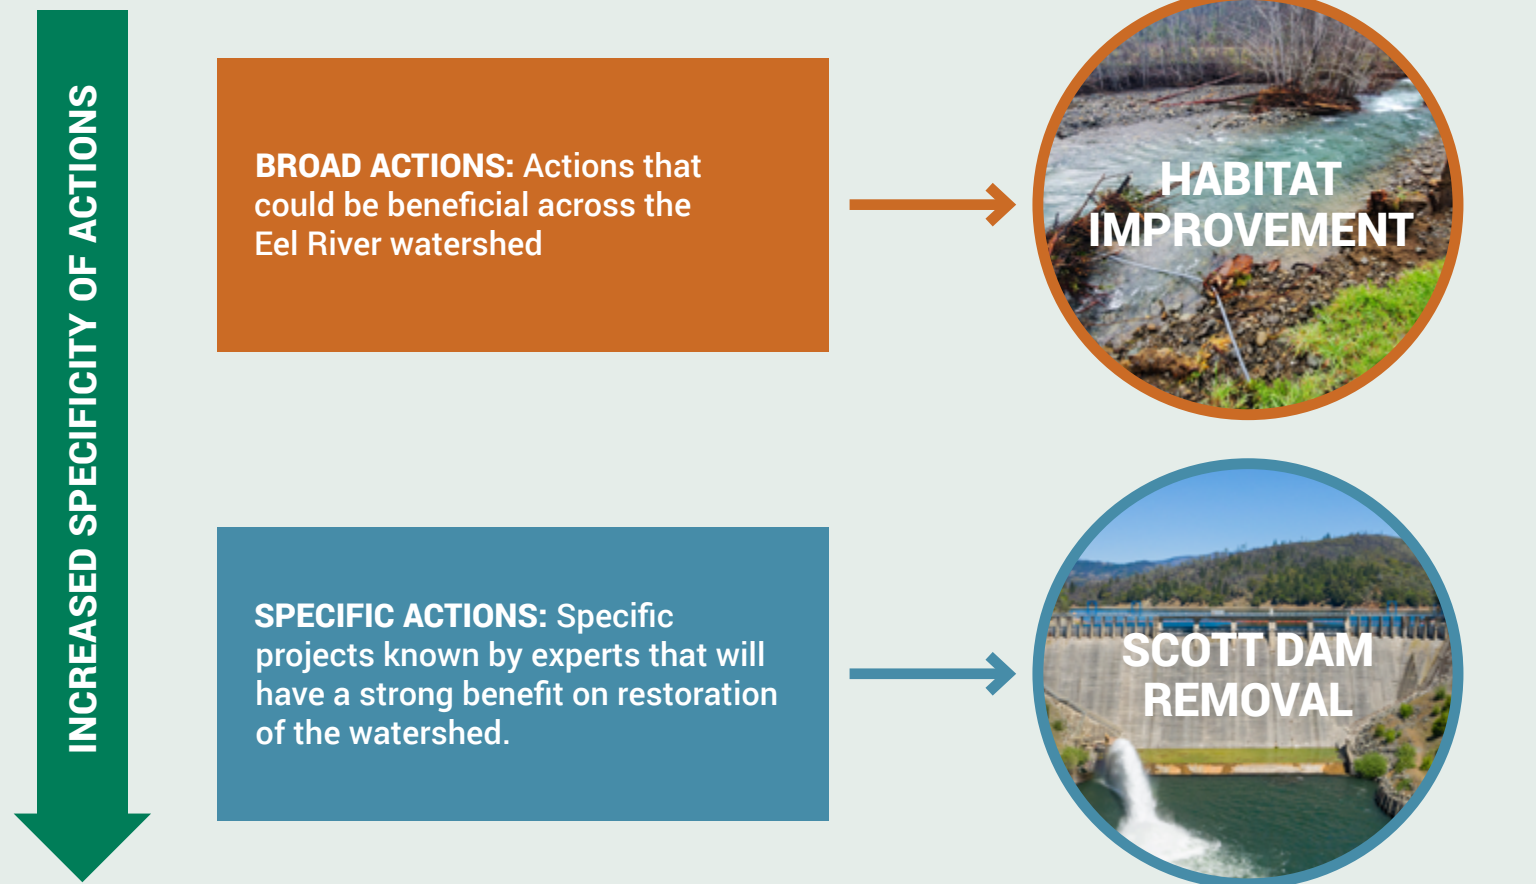 INCREASED SPECIFICITY OF ACTIONS
BROAD ACTIONS: Actions that
could be beneficial across the
Eel River watershed
HABITAT
IMPROVEMENT
SPECIFIC ACTIONS: Specific
projects known by experts that will
have a strong benefit on restoration
of the watershed.
SCOTT DAM
REMOVAL